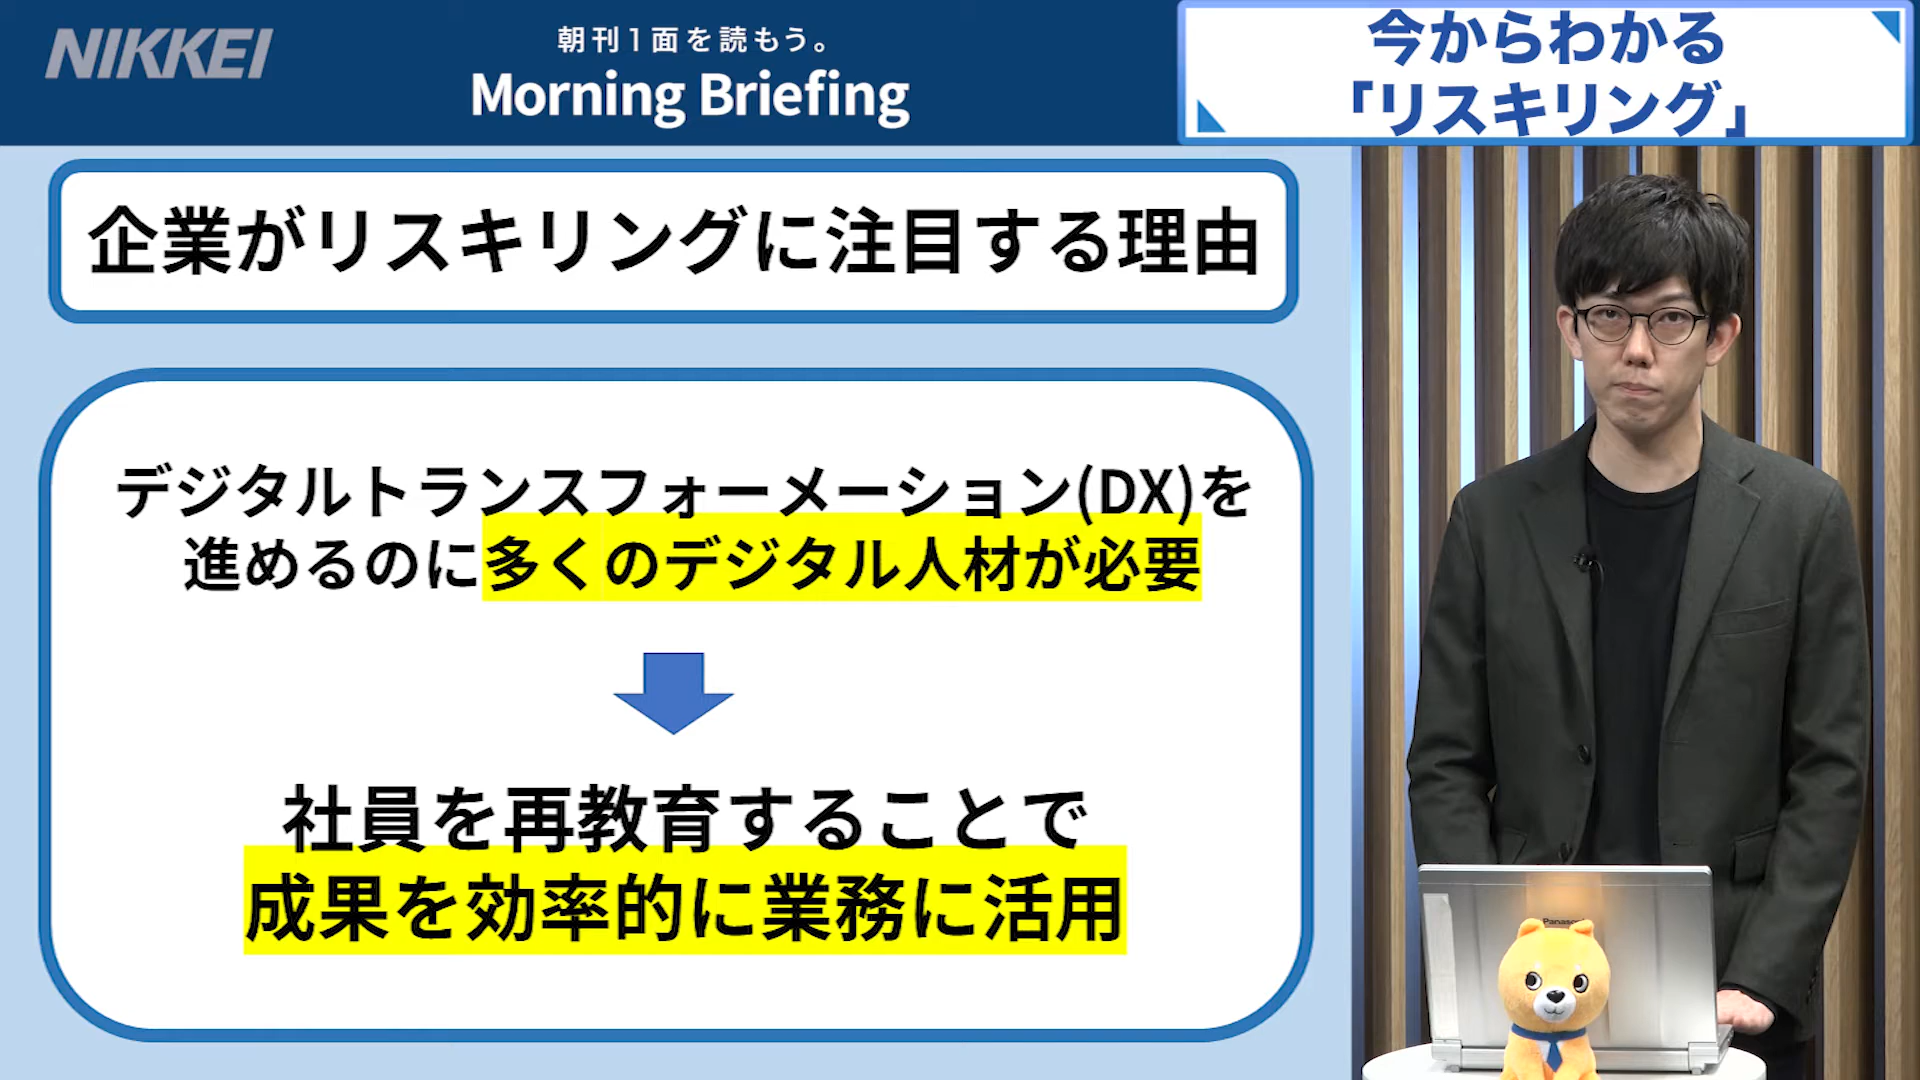 NIKKEI
朝刊1面を読もう。
Morning Briefing
今からわかる
「リスキリング」
企業がリスキリングに注目する理由
デジタルトランスフォーメーション(DX)を
進めるのに多くのデジタル人材が必要
社員を再教育することで
成果を効率的に業務に活用